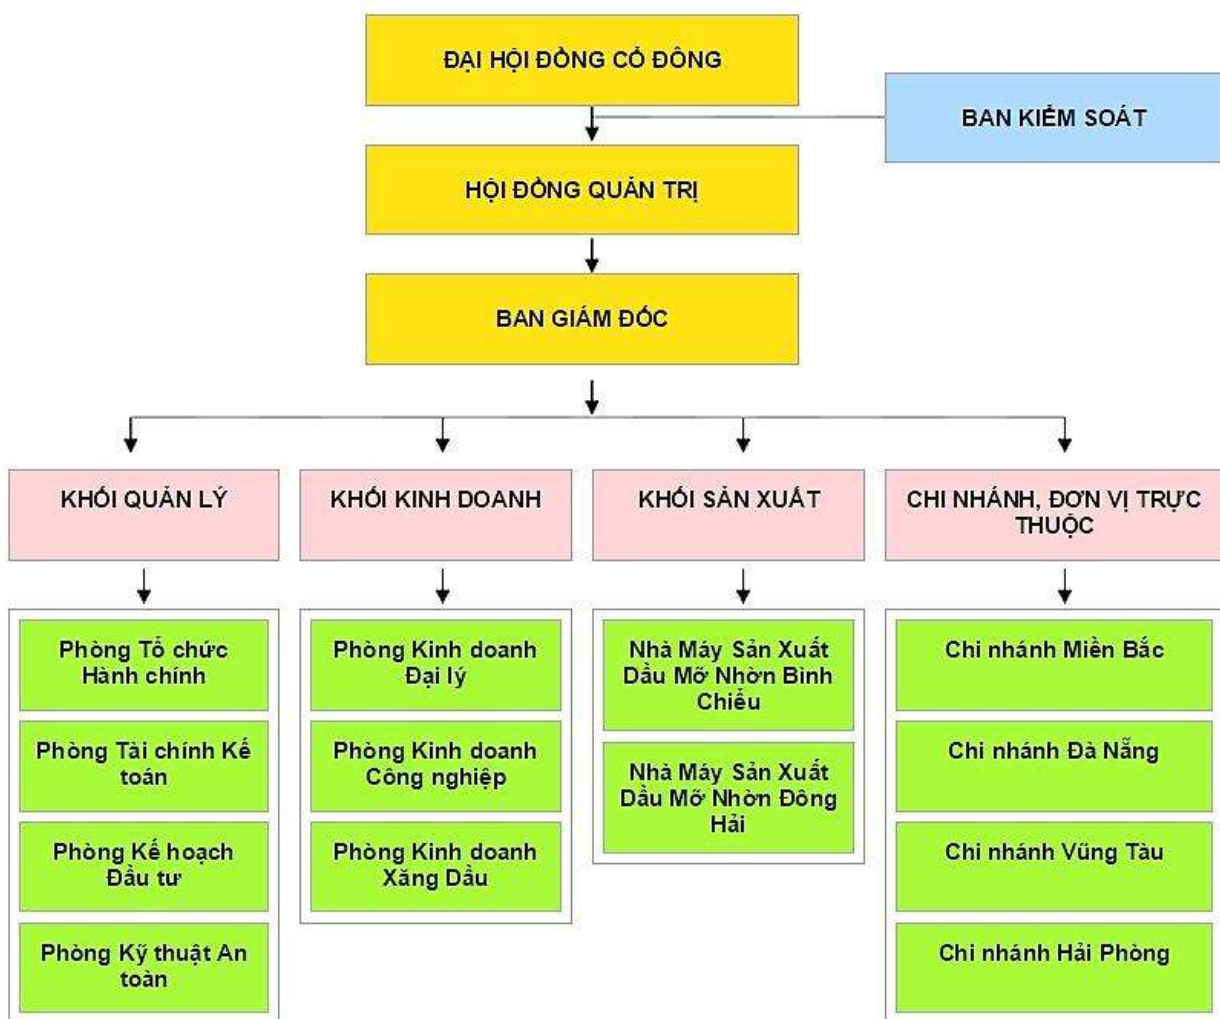 ĐẠI HỘI ĐỒNG CỔ ĐÔNG
BAN KIỂM SOÁT
HỘI ĐỒNG QUẢN TRỊ
BAN GIÁM ĐỐC
KHỐI QUẢN LÝ
KHỐI KINH DOANH
KHỐI SẢN XUẤT
CHI NHÁNH, ĐƠN VỊ TRỰC
THUỘC
Phòng Tổ chức
Hành chính
Phòng Tài chính Kế
toán
Phòng Kế hoạch
Đầu tư
Phòng Kỹ thuật An
toàn
Phòng Kinh doanh
Đại lý
Phòng Kinh doanh
Công nghiệp
Phòng Kinh doanh
Xăng Dầu
Nhà Máy Sản Xuất
Dầu Mỡ Nhờn Bình
Chiểu
Nhà Máy Sản Xuất
Dầu Mỡ Nhờn Đông
Hải
Chi nhánh Miền Bắc
Chi nhánh Đà Nẵng
Chi nhánh Vũng Tàu
Chi nhánh Hải Phòng